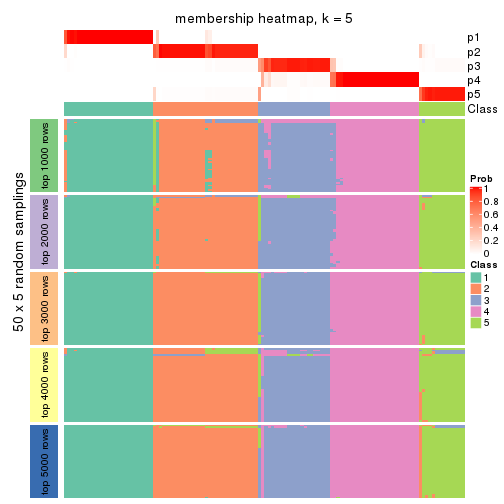 membership heatmap, k = 5
p1
p2
p3
p4
p5
Class
50 x 5 random samplings
top 1000 rows
top 2000 rows
top 3000 rows
top 4000 rows
top 5000 rows
Prob
1
0.8
0.6
0.4
0.2
0
Class
1
2
3
4
5